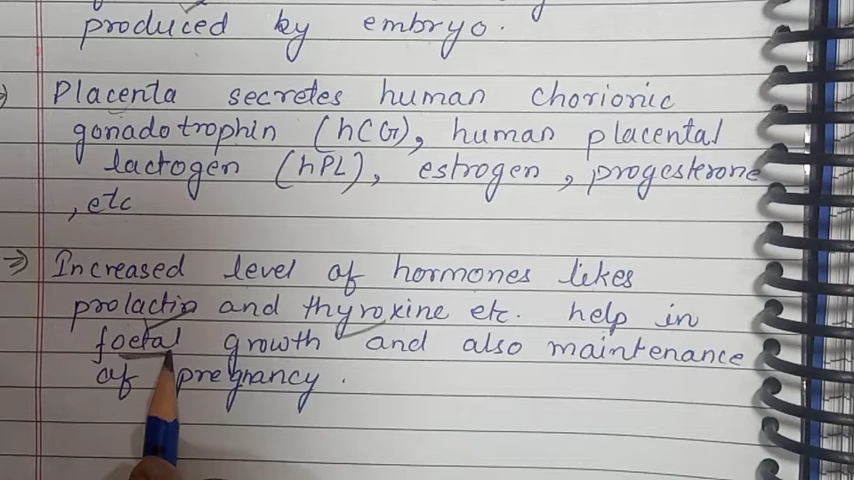 produced by embryo.
Placenta secretes human chorionic
gonadotrophin (hCG), human placental
lactogen (hPL), estrogen, progesterone
, etc
⇒ Increased level of hormones likes
prolactin and thyroxine etc. help in
foetal growth and also maintenance
of pregnancy.